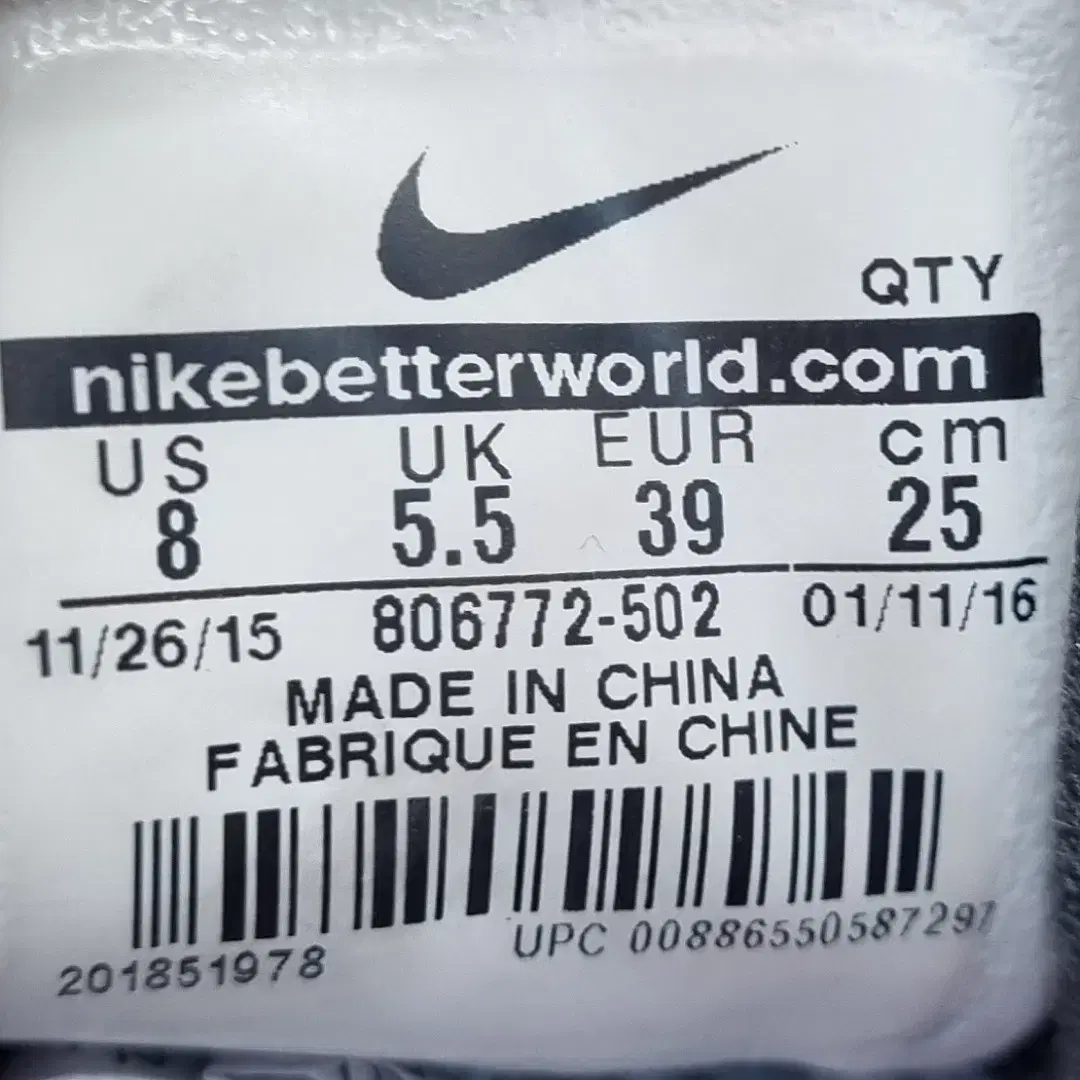 QTY
nikebetterworld.com
US UK EUR cm
8 5.5 39 25
11/26/15 806772-502 01/11/16
MADE IN CHINA
FABRIQUE EN CHINE
201851978 UPC 00886550587297